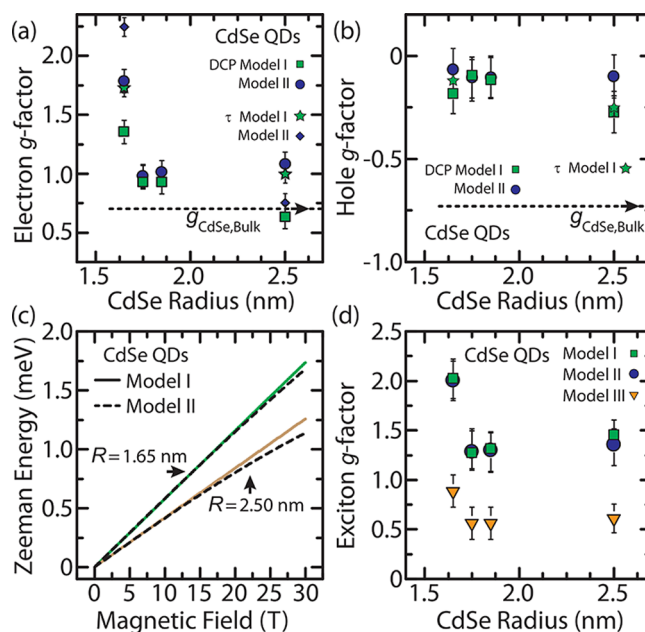 (a)
CdSe QDs
DCP Model I
Model II
τ Model I
Model II
g CdSe,Bulk
Electron g-factor
2.0
1.5
1.0
0.5
1.5
2.0
2.5
CdSe Radius (nm)
(b)
0
-0.5
-1.0
Hole g-factor
DCP Model I
Model II
τ Model I
g CdSe,Bulk
CdSe QDs
1.5
2.0
2.5
CdSe Radius (nm)
(c)
CdSe QDs
Model I
Model II
R=1.65 nm
R=2.50 nm
Zeeman Energy (meV)
2.0
1.5
1.0
0.5
0
0
5
10
15
20
25
30
Magnetic Field (T)
(d)
CdSe QDs
Model I
Model II
Model III
Exciton g-factor
2.5
2.0
1.5
1.0
0.5
0
1.5
2.0
2.5
CdSe Radius (nm)